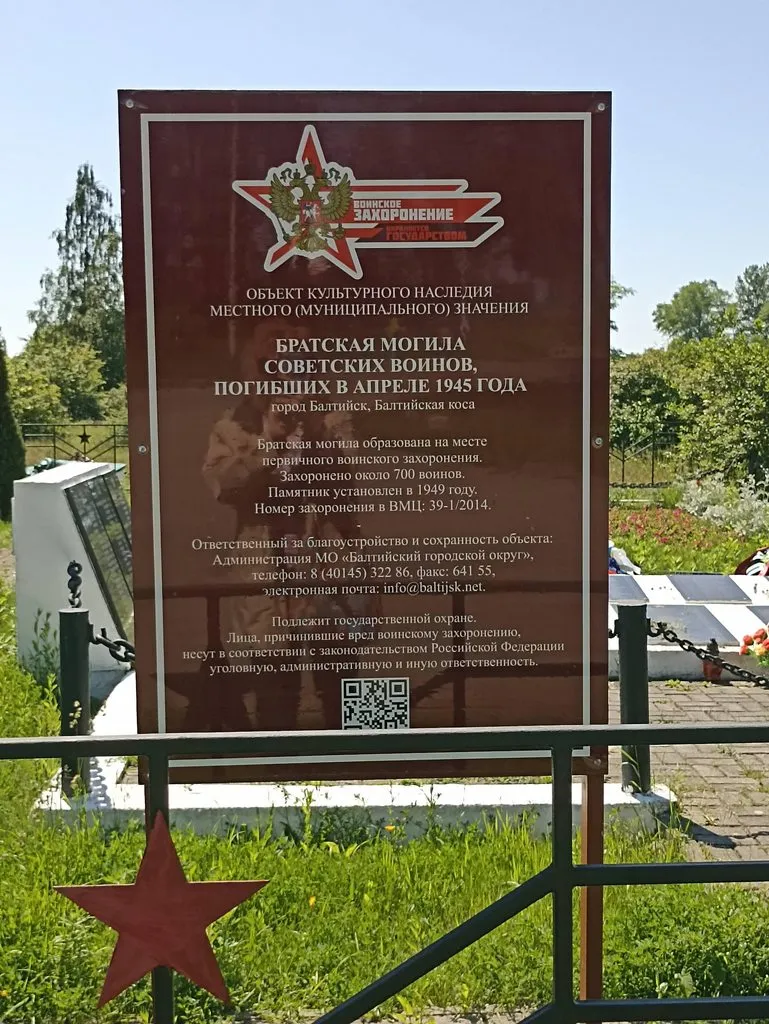 ВОИНСКОЕ
ЗАХОРОНЕНИЕ
ОХРАНЯЕТСЯ
ГОСУДАРСТВОМ
ОБЪЕКТ КУЛЬТУРНОГО НАСЛЕДИЯ
МЕСТНОГО (МУНИЦИПАЛЬНОГО) ЗНАЧЕНИЯ
БРАТСКАЯ МОГИЛА
СОВЕТСКИХ ВОИНОВ,
ПОГИБШИХ В АПРЕЛЕ 1945 ГОДА
город Балтийск, Балтийская коса
Братская могила образована на месте
первичного воинского захоронения.
Захоронено около 700 воинов.
Памятник установлен в 1949 году.
Номер захоронения в ВМЦ: 39-1/2014.
Ответственный за благоустройство и сохранность объекта:
Администрация МО «Балтийский городской округ»,
телефон: 8 (40145) 322 86, факс: 641 55,
электронная почта: info@baltijsk.net.
Подлежит государственной охране.
Лица, причинившие вред воинскому захоронению,
несут в соответствии с законодательством Российской Федерации
уголовную, административную и иную ответственность.